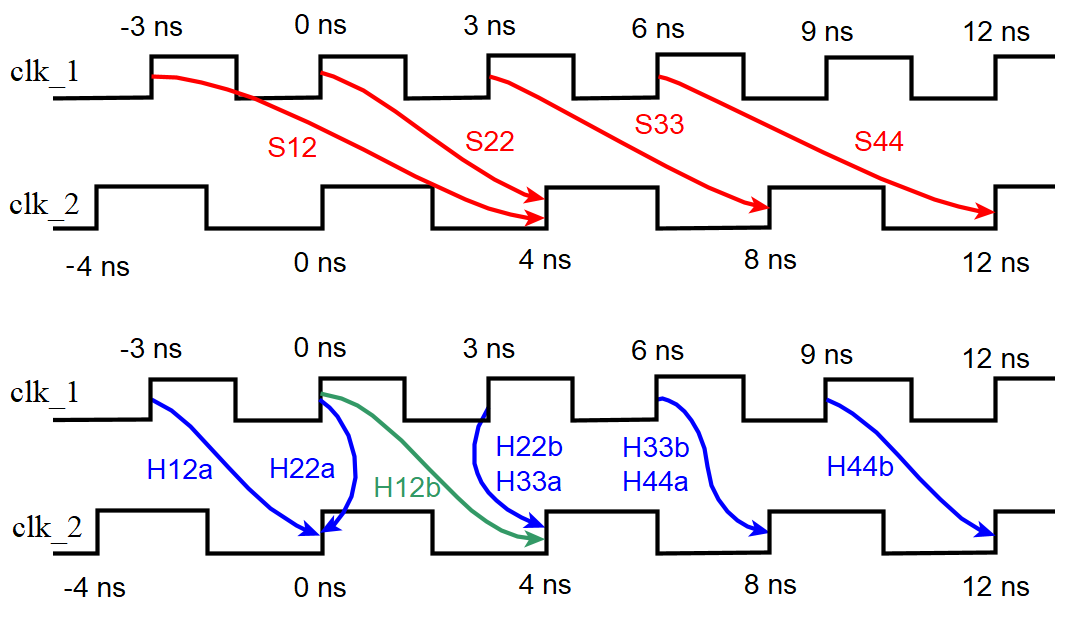 -3 ns 0 ns 3 ns 6 ns 9 ns 12 ns
clk_1
S12 S22 S33 S44
clk_2
-4 ns 0 ns 4 ns 8 ns 12 ns
-3 ns 0 ns 3 ns 6 ns 9 ns 12 ns
clk_1
H12a H22a H12b H22b H33b H44b
H33a H44a
clk_2
-4 ns 0 ns 4 ns 8 ns 12 ns